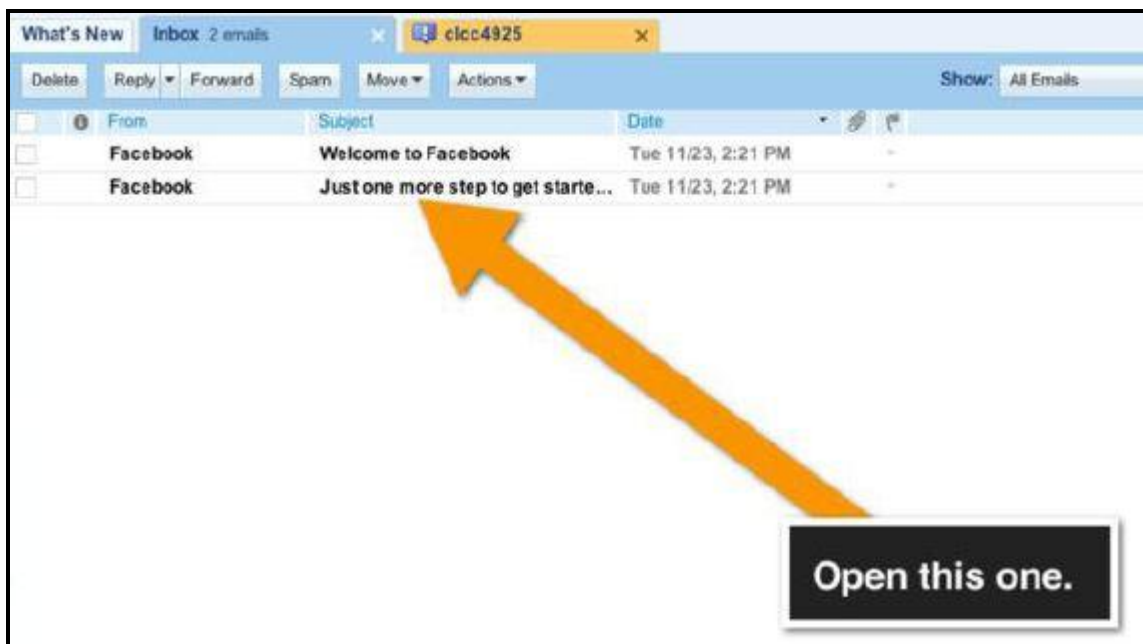 What's New Inbox 2 emails clcc4925
Delete Reply Forward Spam Move Actions Show: All Emails
From Subject Date
Facebook Welcome to Facebook Tue 11/23, 2:21 PM
Facebook Just one more step to get starte... Tue 11/23, 2:21 PM
Open this one.